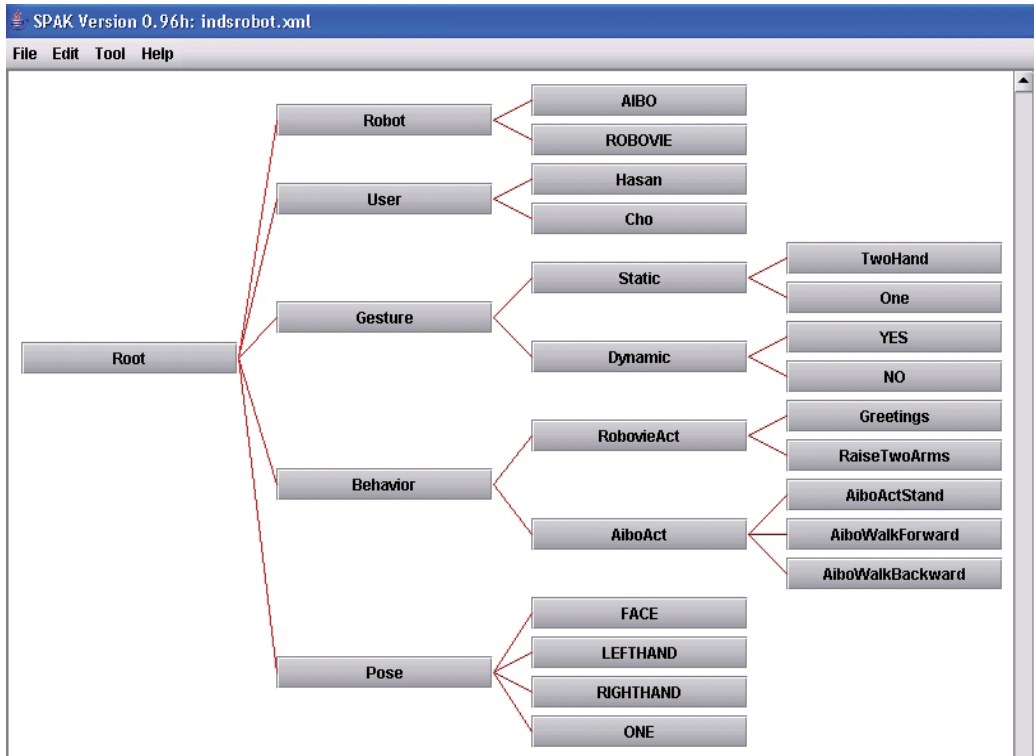 SPAK Version 0.96h: indsrobot.xml
File Edit Tool Help
Root
Robot
AIBO
ROBOVIE
User
Hasan
Cho
Gesture
Static
TwoHand
One
Dynamic
YES
NO
Behavior
RobovieAct
Greetings
RaiseTwoArms
AiboAct
AiboActStand
AiboWalkForward
AiboWalkBackward
Pose
FACE
LEFTHAND
RIGHTHAND
ONE